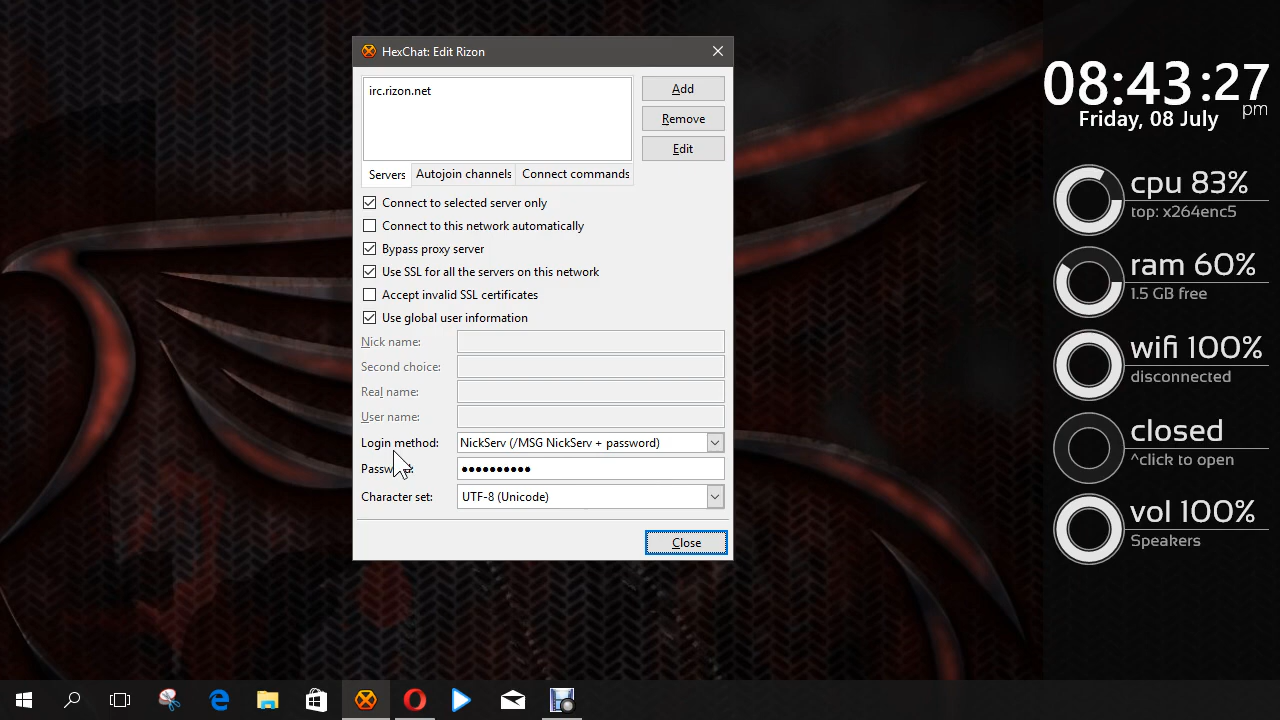 HexChat: Edit Rizon
irc.rizon.net
Add
Remove
Edit
Servers
Autojoin channels
Connect commands
Connect to selected server only
Connect to this network automatically
Bypass proxy server
Use SSL for all the servers on this network
Accept invalid SSL certificates
Use global user information
Nick name:
Second choice:
Real name:
User name:
Login method:
NickServ (/MSG NickServ + password)
Password:
●●●●●●●●●●
Character set:
UTF-8 (Unicode)
Close
08:43:27
pm
Friday, 08 July
cpu 83%
top: x264enc5
ram 60%
1.5 GB free
wifi 100%
disconnected
closed
^click to open
vol 100%
Speakers